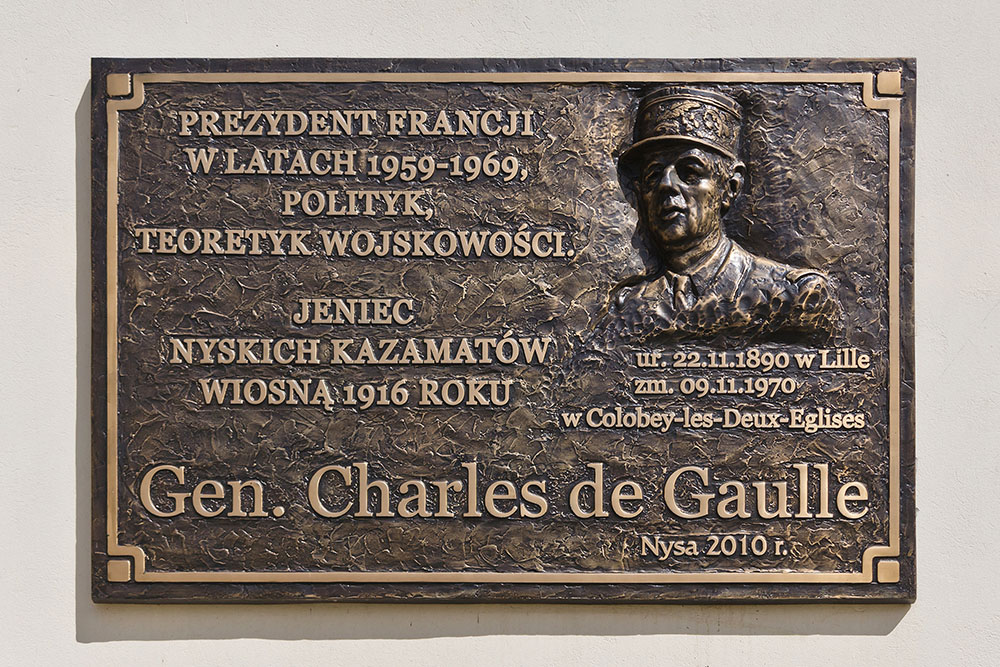 PREZYDENT FRANCJI
W LATACH 1959-1969,
POLITYK,
TEORETYK WOJSKOWOŚCI.
JENIEC
NYSKICH KAZAMATÓW
WIOSNĄ 1916 ROKU
ur. 22.11.1890 w Lille
zm. 09.11.1970
w Colobey-les-Deux-Eglises
Gen. Charles de Gaulle
Nysa 2010 r.